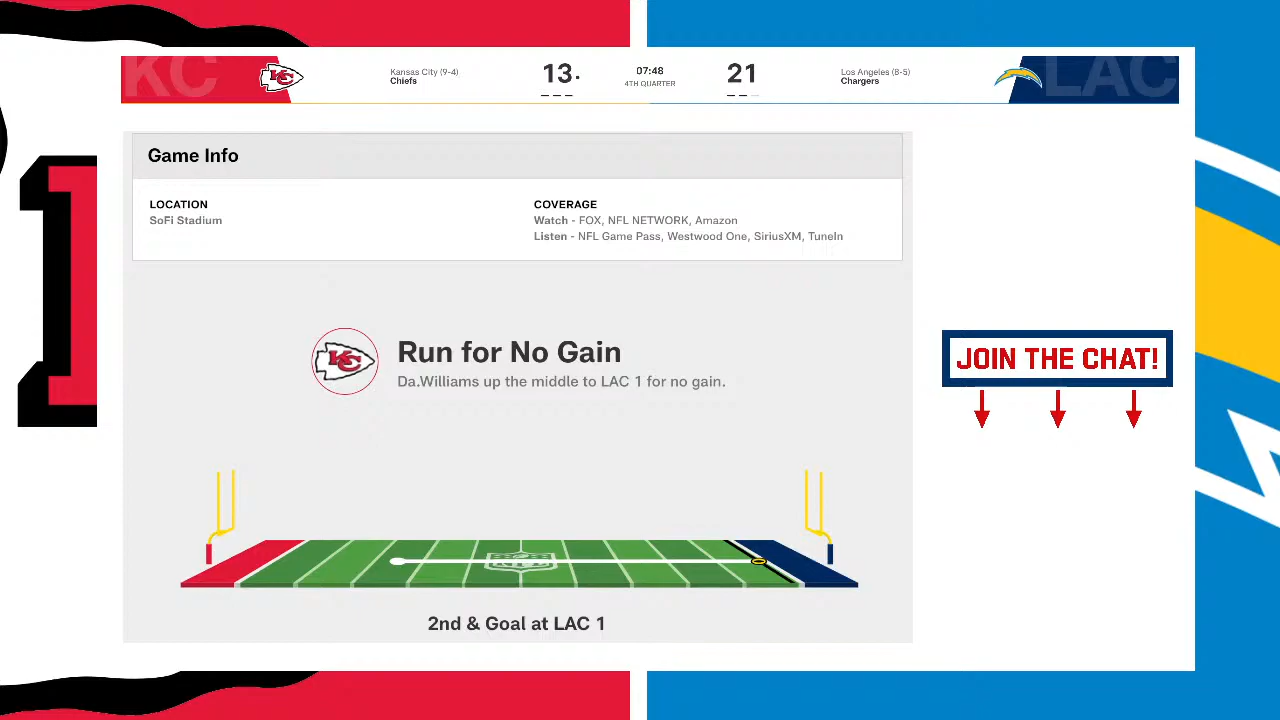 KC
KC
Kansas City (9-4)
Chiefs
13
07:48
4TH QUARTER
21
Los Angeles (8-5)
Chargers
LAC
Game Info
LOCATION
SoFi Stadium
COVERAGE
Watch - FOX, NFL NETWORK, Amazon
Listen - NFL Game Pass, Westwood One, SiriusXM, TuneIn
KC
Run for No Gain
Da.Williams up the middle to LAC 1 for no gain.
JOIN THE CHAT!
NFL
2nd & Goal at LAC 1